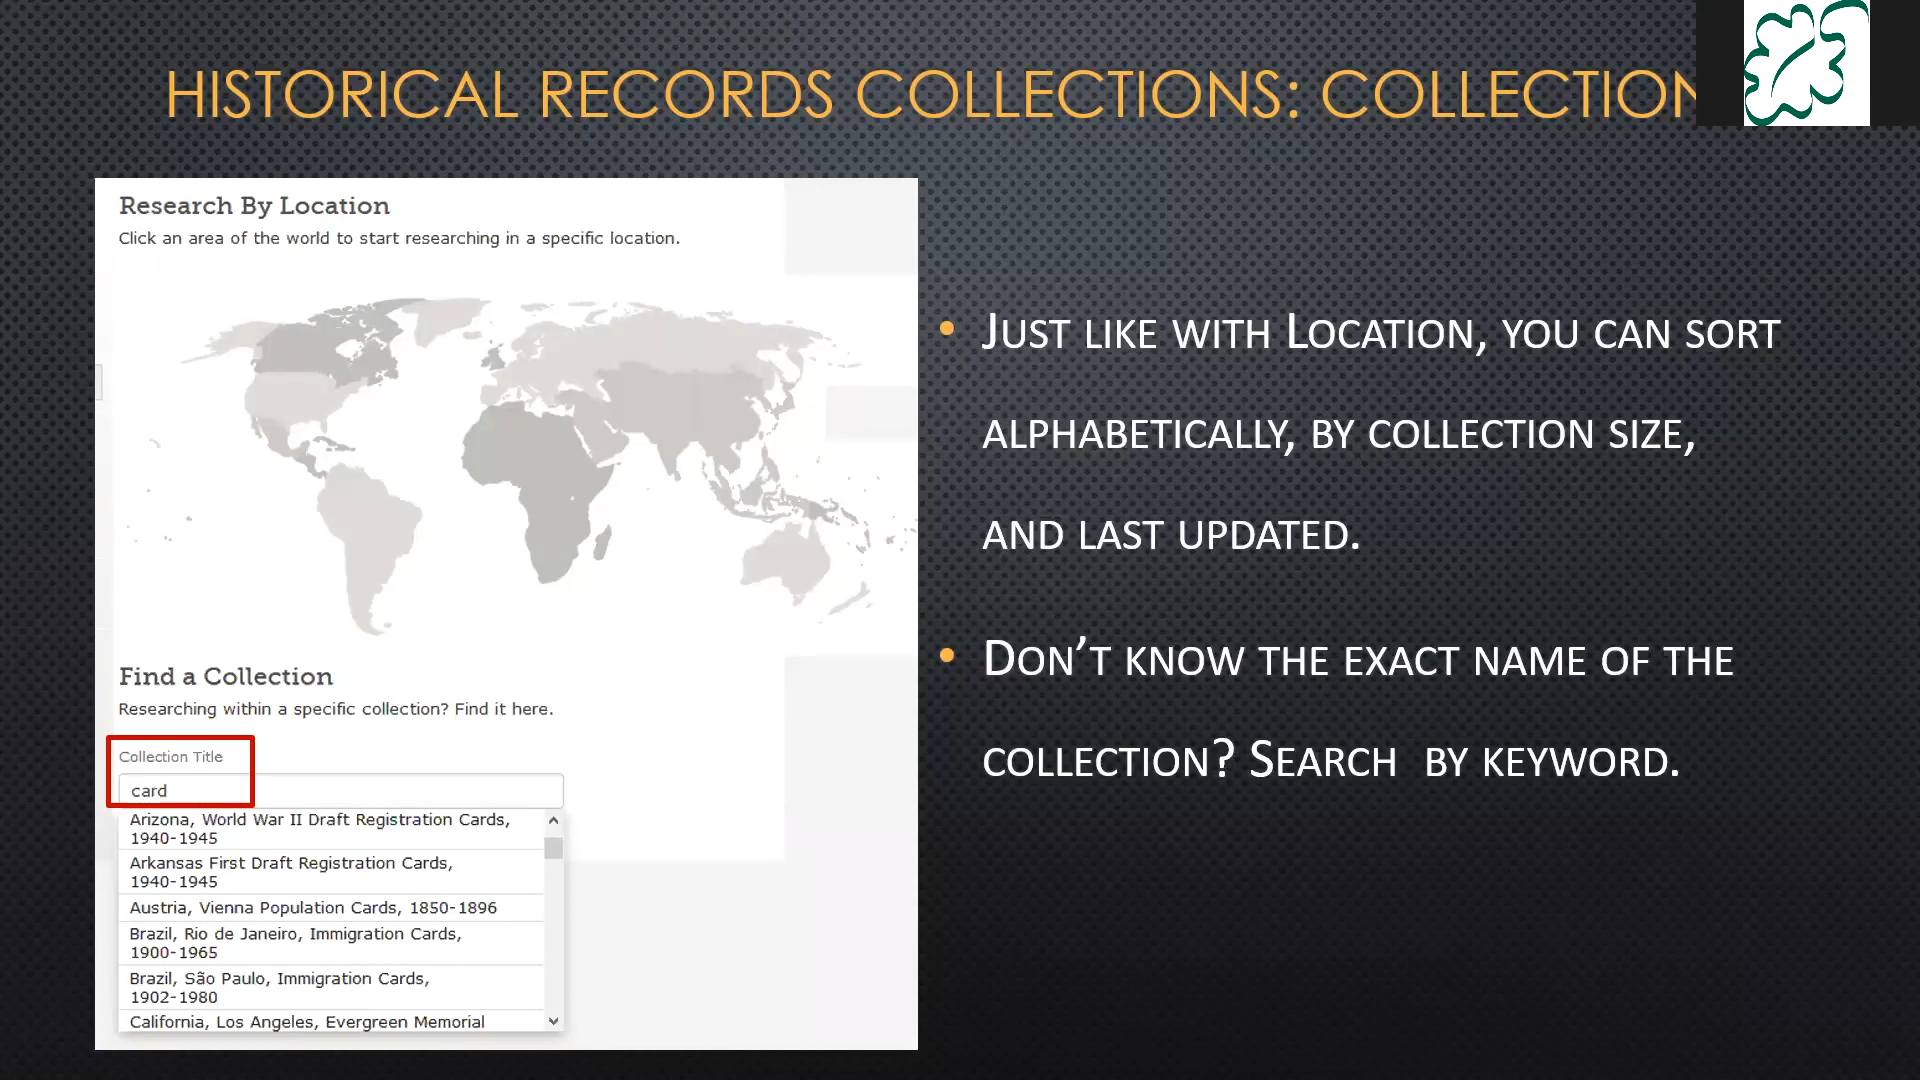 HISTORICAL RECORDS COLLECTIONS: COLLECTION
Research By Location
Click an area of the world to start researching in a specific location.
Find a Collection
Researching within a specific collection? Find it here.
Collection Title
card
Arizona, World War II Draft Registration Cards,
1940-1945
Arkansas First Draft Registration Cards,
1940-1945
Austria, Vienna Population Cards, 1850-1896
Brazil, Rio de Janeiro, Immigration Cards,
1900-1965
Brazil, São Paulo, Immigration Cards,
1902-1980
California, Los Angeles, Evergreen Memorial
• Just like with Location, you can sort
alphabetically, by collection size,
and last updated.
• Don’t know the exact name of the
collection? Search by keyword.